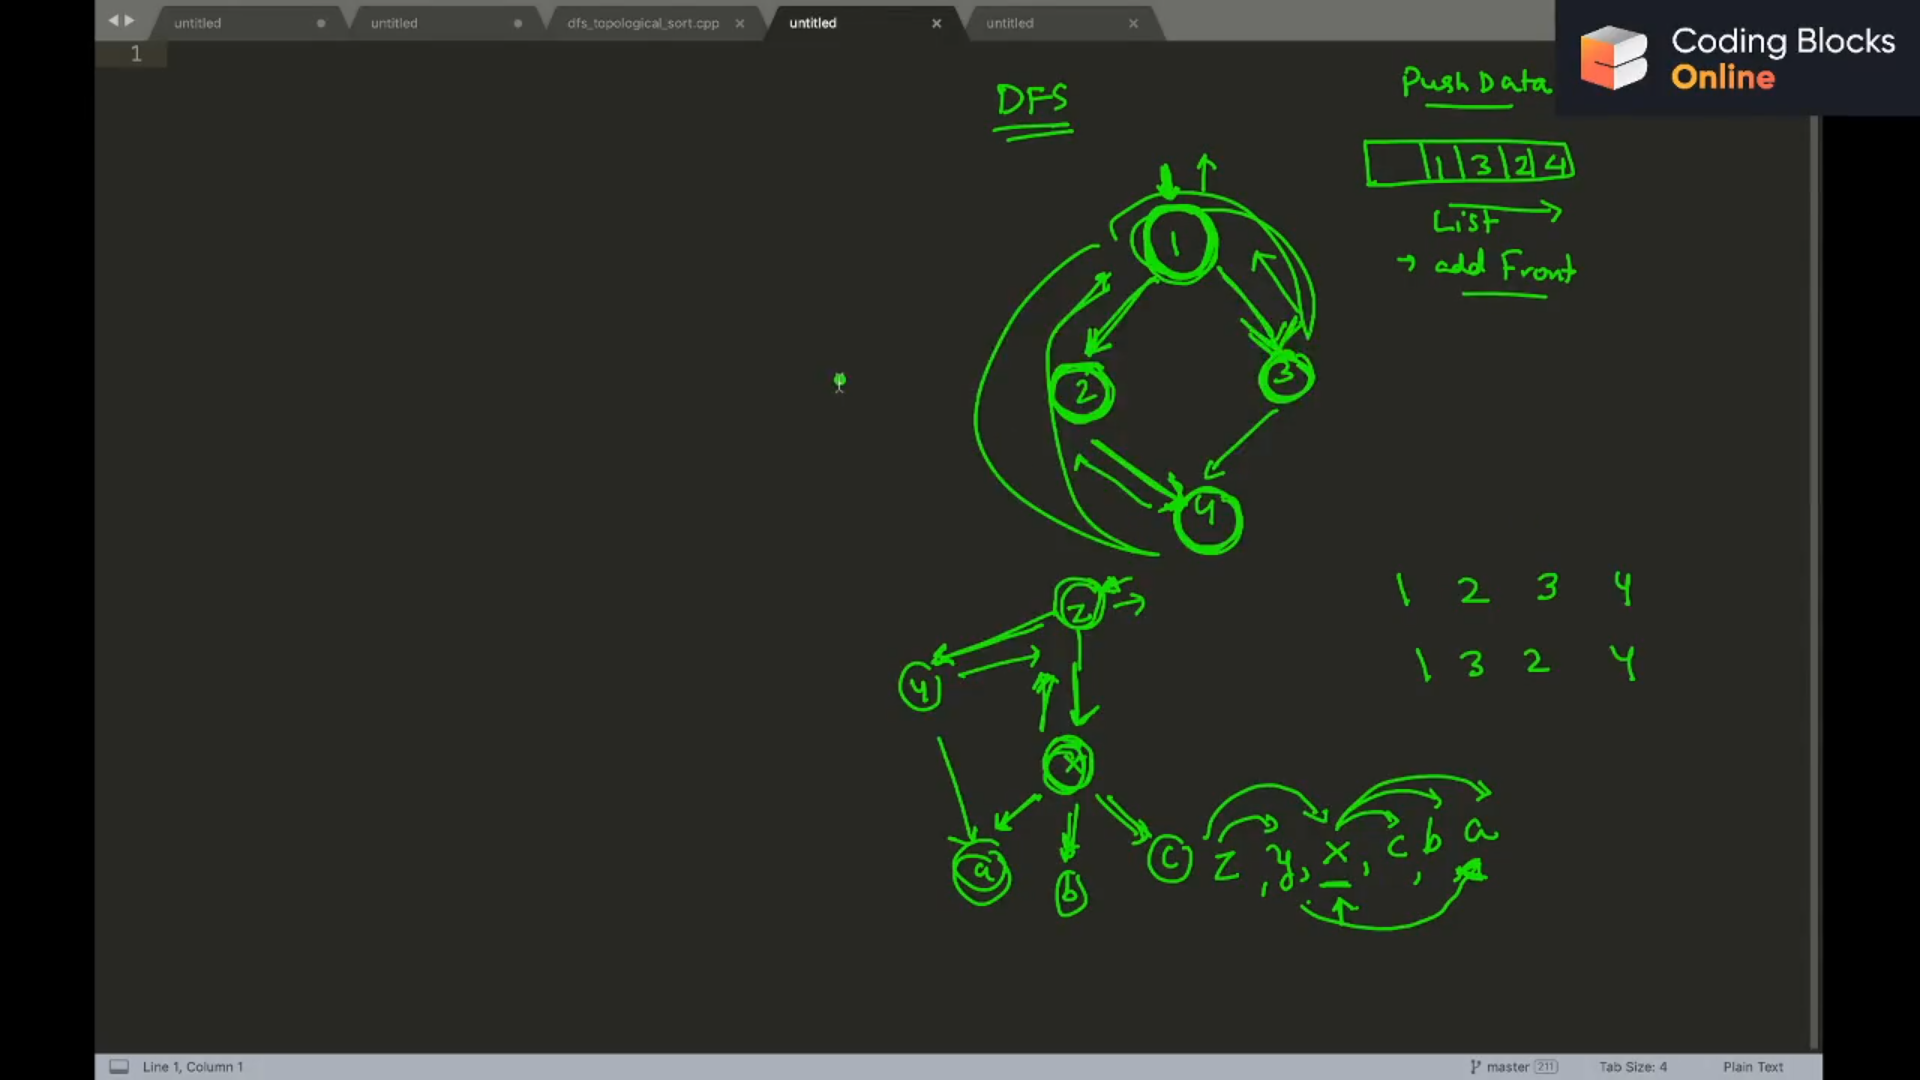 untitled untitled dfs_topological_sort.cpp untitled untitled
Coding Blocks
Online
1
DFS
Push Data
1 3 2 4
List
→ add Front
1
2
3
4
1 2 3 4
1 3 2 4
z
y
x
a
b
c
z, y, x, c, b, a
Line 1, Column 1
master 211
Tab Size: 4
Plain Text